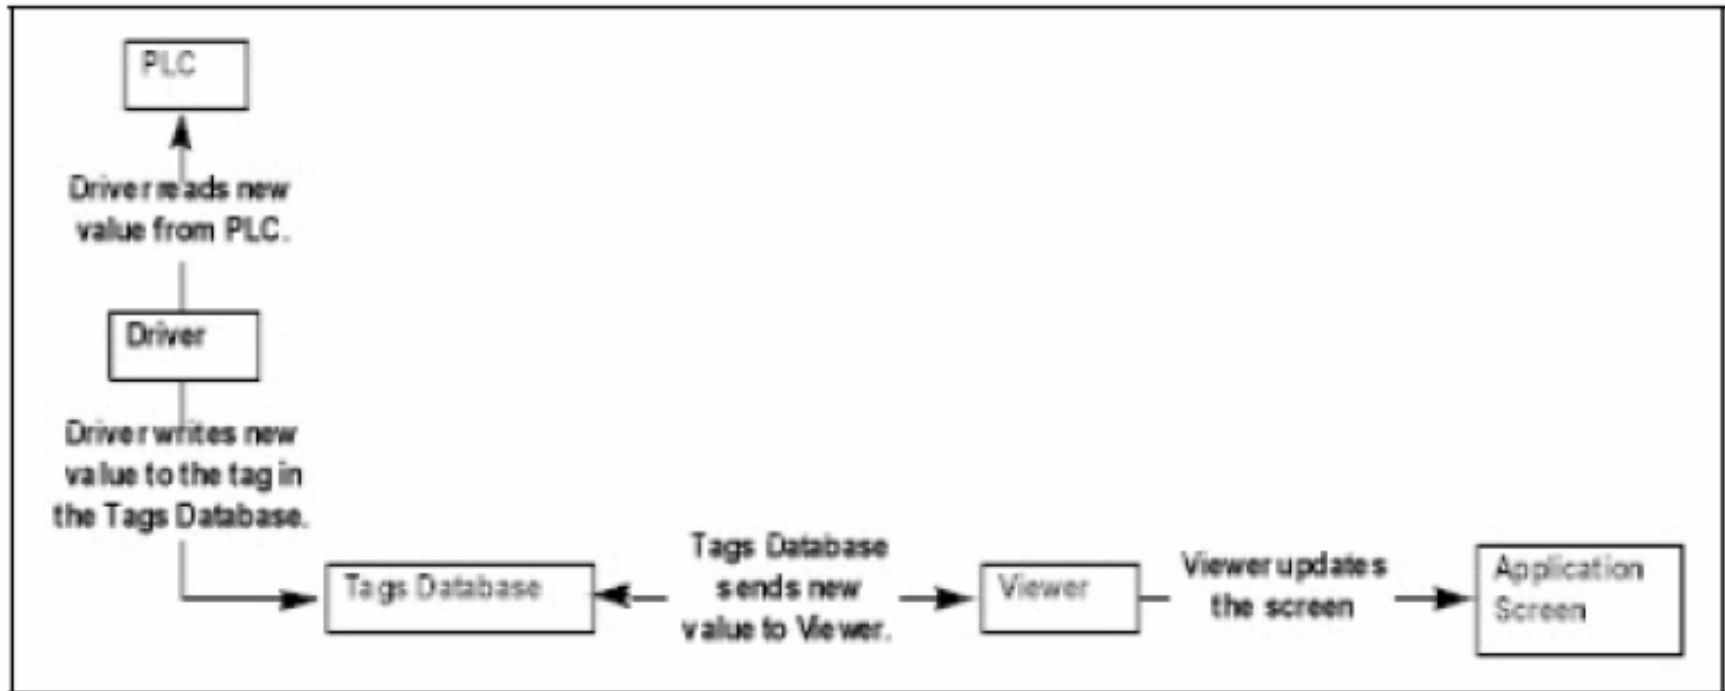 PLC
Driver reads new
value from PLC.
Driver
Driver writes new
value to the tag in
the Tags Database.
Tags Database
Tags Database
sends new
value to Viewer.
Viewer
Viewer updates
the screen
Application
Screen